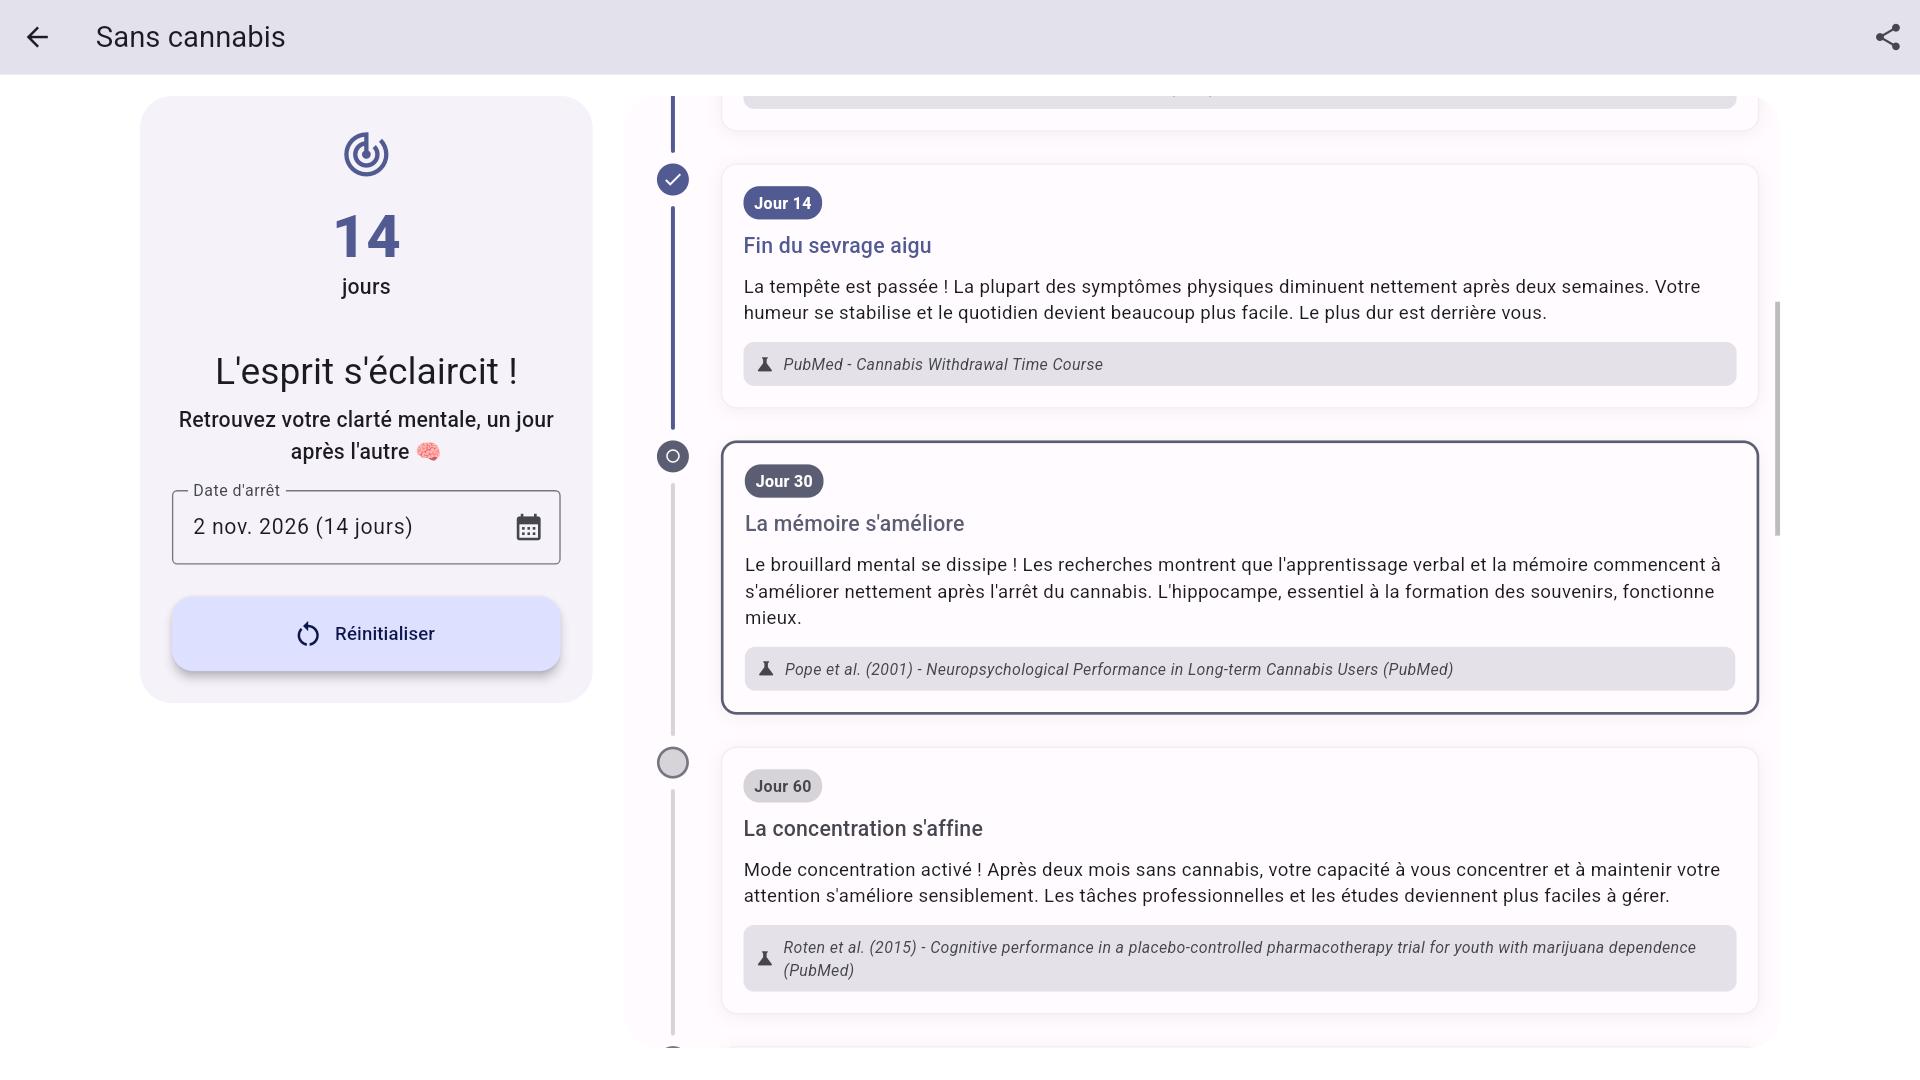 Sans cannabis
14
jours
L'esprit s'éclaircit !
Retrouvez votre clarté mentale, un jour
après l'autre 🧠
Date d'arrêt
2 nov. 2026 (14 jours)
Réinitialiser
Jour 14
Fin du sevrage aigu
La tempête est passée ! La plupart des symptômes physiques diminuent nettement après deux semaines. Votre
humeur se stabilise et le quotidien devient beaucoup plus facile. Le plus dur est derrière vous.
PubMed - Cannabis Withdrawal Time Course
Jour 30
La mémoire s'améliore
Le brouillard mental se dissipe ! Les recherches montrent que l'apprentissage verbal et la mémoire commencent à
s'améliorer nettement après l'arrêt du cannabis. L'hippocampe, essentiel à la formation des souvenirs, fonctionne
mieux.
Pope et al. (2001) - Neuropsychological Performance in Long-term Cannabis Users (PubMed)
Jour 60
La concentration s'affine
Mode concentration activé ! Après deux mois sans cannabis, votre capacité à vous concentrer et à maintenir votre
attention s'améliore sensiblement. Les tâches professionnelles et les études deviennent plus faciles à gérer.
Roten et al. (2015) - Cognitive performance in a placebo-controlled pharmacotherapy trial for youth with marijuana dependence
(PubMed)